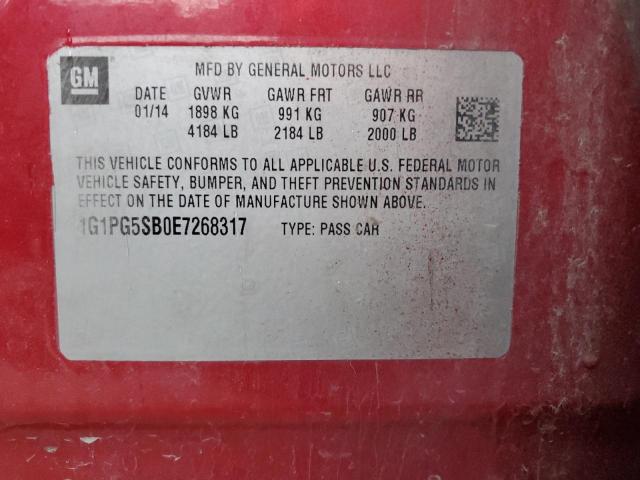 GM
MFD BY GENERAL MOTORS LLC
DATE GVWR GAWR FRT GAWR RR
01/14 1898 KG 991 KG 907 KG
4184 LB 2184 LB 2000 LB
THIS VEHICLE CONFORMS TO ALL APPLICABLE U.S. FEDERAL MOTOR
VEHICLE SAFETY, BUMPER, AND THEFT PREVENTION STANDARDS IN
EFFECT ON THE DATE OF MANUFACTURE SHOWN ABOVE.
1G1PG5SB0E7268317 TYPE: PASS CAR